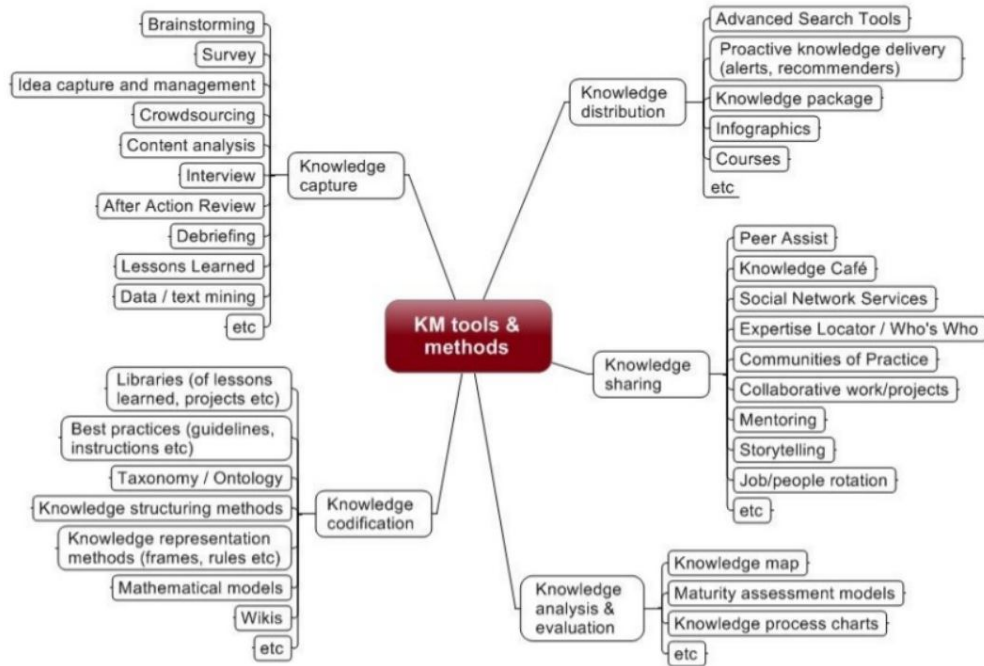 KM tools &
methods
Knowledge
capture
Brainstorming
Survey
Idea capture and management
Crowdsourcing
Content analysis
Interview
After Action Review
Debriefing
Lessons Learned
Data / text mining
etc
Knowledge
codification
Libraries (of lessons
learned, projects etc)
Best practices (guidelines,
instructions etc)
Taxonomy / Ontology
Knowledge structuring methods
Knowledge representation
methods (frames, rules etc)
Mathematical models
Wikis
etc
Knowledge
distribution
Advanced Search Tools
Proactive knowledge delivery
(alerts, recommenders)
Knowledge package
Infographics
Courses
etc
Knowledge
sharing
Peer Assist
Knowledge Café
Social Network Services
Expertise Locator / Who's Who
Communities of Practice
Collaborative work/projects
Mentoring
Storytelling
Job/people rotation
etc
Knowledge
analysis &
evaluation
Knowledge map
Maturity assessment models
Knowledge process charts
etc